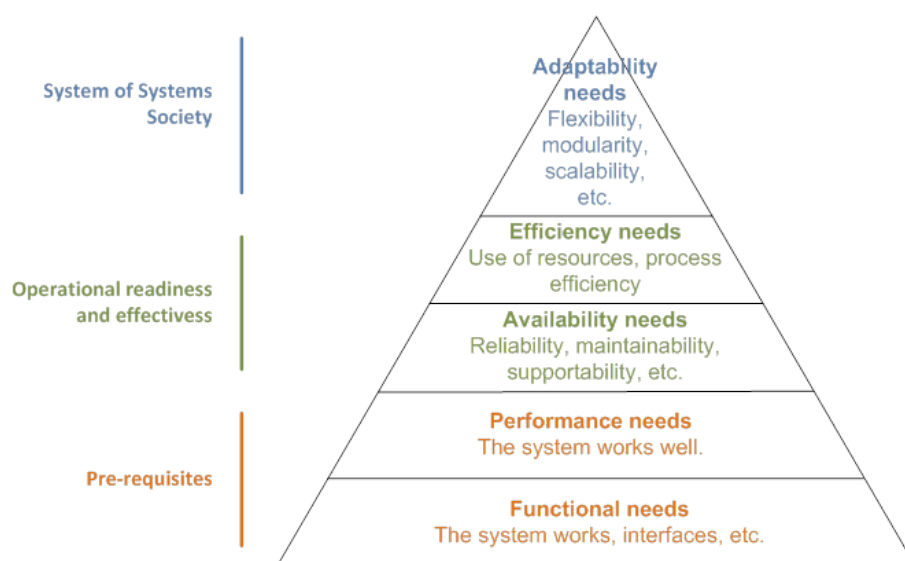 System of Systems
Society
Adaptability
needs
Flexibility,
modularity,
scalability,
etc.
Operational readiness
and effectivess
Efficiency needs
Use of resources, process
efficiency
Availability needs
Reliability, maintainability,
supportability, etc.
Pre-requisites
Performance needs
The system works well.
Functional needs
The system works, interfaces, etc.